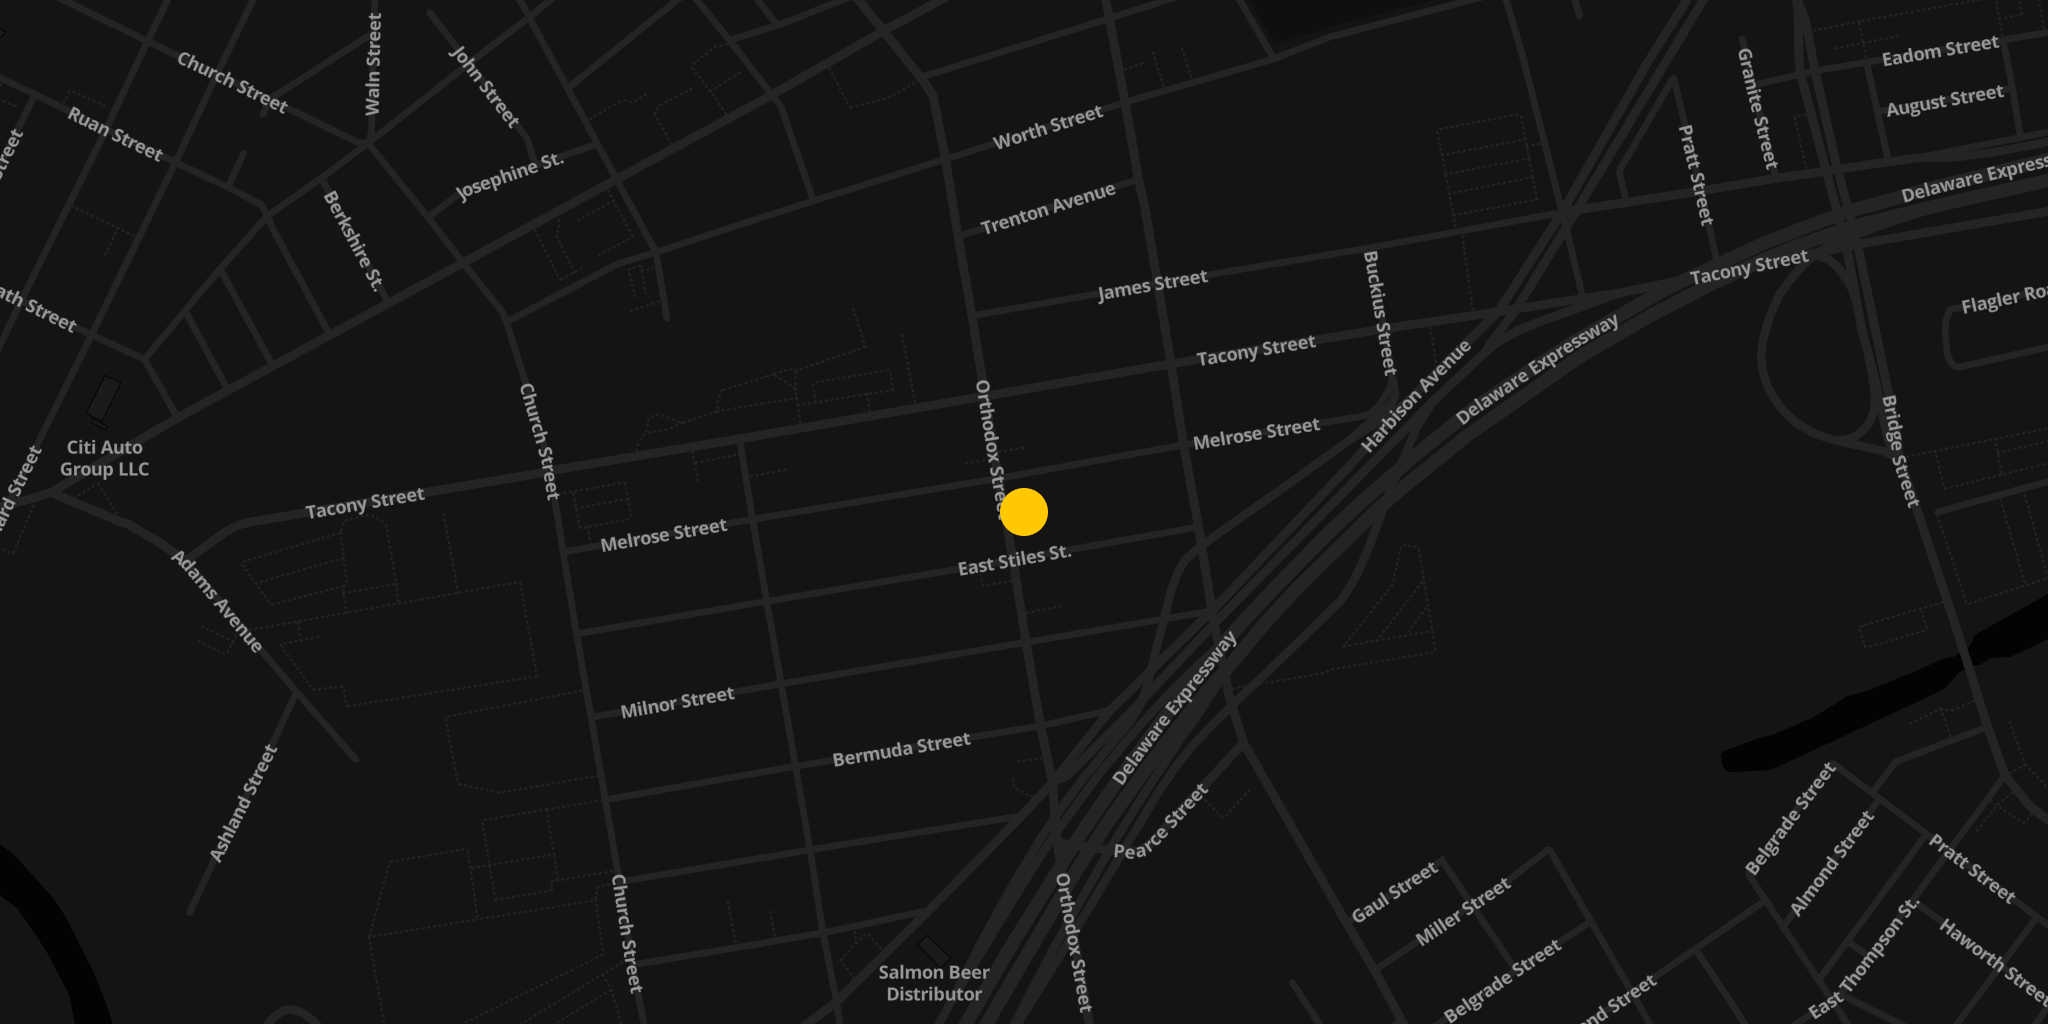 Church Street
Waln Street
John Street
Eadom Street
Granite Street
August Street
Ruan Street
Worth Street
Pratt Street
Street
Josephine St.
Berkshire St.
Trenton Avenue
Delaware Express
James Street
Buckius Street
Tacony Street
Flagler Roa
ath Street
Tacony Street
Delaware Expressway
Harbison Avenue
Church Street
Orthodox Street
Melrose Street
Bridge Street
Citi Auto
Group LLC
ard Street
Tacony Street
Melrose Street
East Stiles St.
Adams Avenue
Delaware Expressway
Milnor Street
Bermuda Street
Ashland Street
Pearce Street
Belgrade Street
Almond Street
Pratt Street
Church Street
Orthodox Street
Gaul Street
Miller Street
Belgrade Street
East Thompson St.
Haworth Street
Salmon Beer
Distributor
nd Street